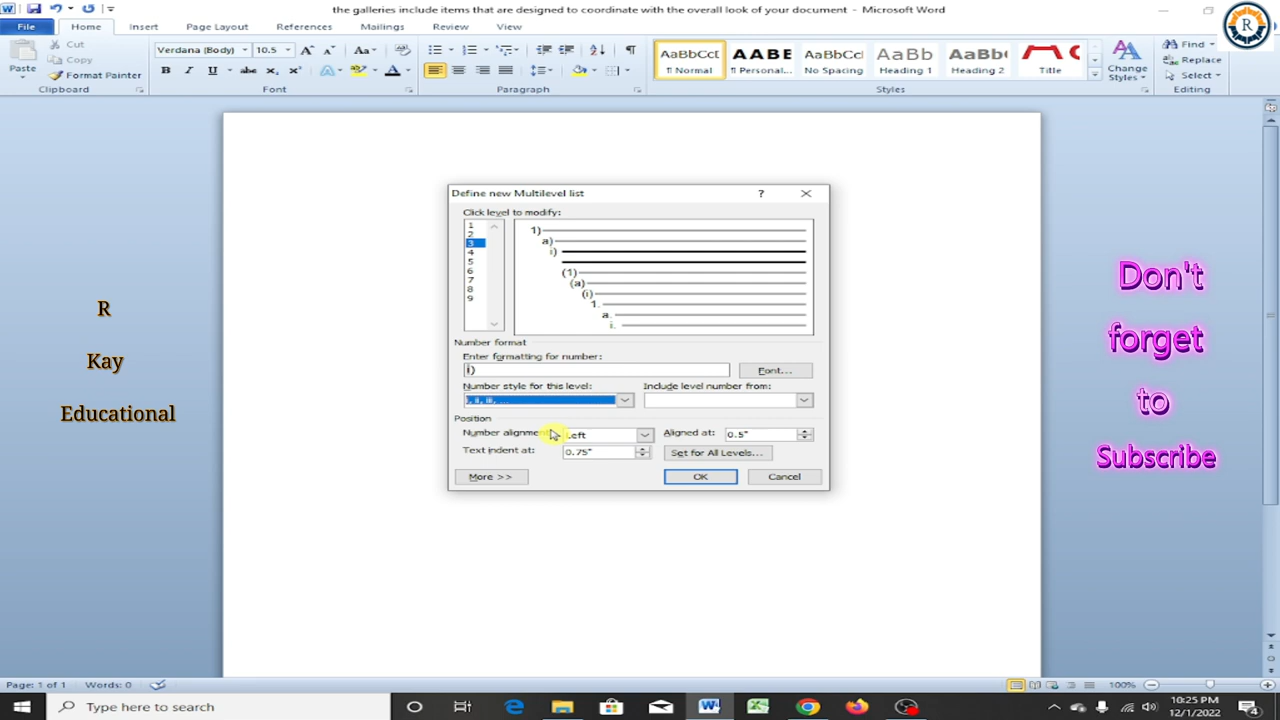 the galleries include items that are designed to coordinate with the overall look of your document - Microsoft Word
File Home Insert Page Layout References Mailings Review View
Paste
Cut
Copy
Format Painter
Clipboard
Verdana (Body) 10.5
Font
Paragraph
AaBbCcD AABB AaBbCcDd AaBb AaBb
¶ Normal ¶ Personal... No Spacing Heading 1 Heading 2 Title
Change
Styles
Styles
Find
Replace
Select
Editing
R
R
Kay
Educational
Don't
forget
to
Subscribe
Define new Multilevel list ?
Click level to modify:
1
2
3
4
5
6
7
8
9
1)
a)
i)
(1)
(a)
(i)
1.
a.
i.
Number format
Enter formatting for number:
i)
Font...
Number style for this level: Include level number from:
i, ii, iii, ...
Position
Left Aligned at: 0.5"
Text indent at: 0.75" Set for All Levels...
More >> OK Cancel
Page: 1 of 1 Words: 0 100%
Type here to search
10:25 PM
12/1/2022
4